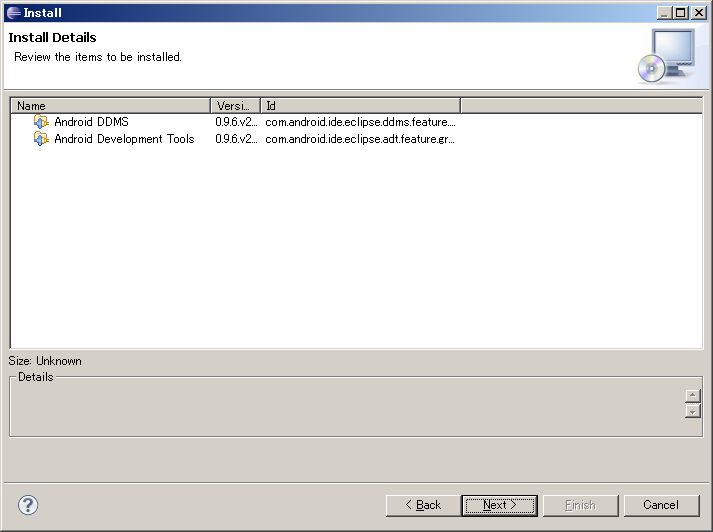 Install
Install Details
Review the items to be installed.
Name Versi... Id
Android DDMS 0.9.6.v2... com.android.ide.eclipse.ddms.feature....
Android Development Tools 0.9.6.v2... com.android.ide.eclipse.adt.feature.gr...
Size: Unknown
Details
? < Back Next > Finish Cancel